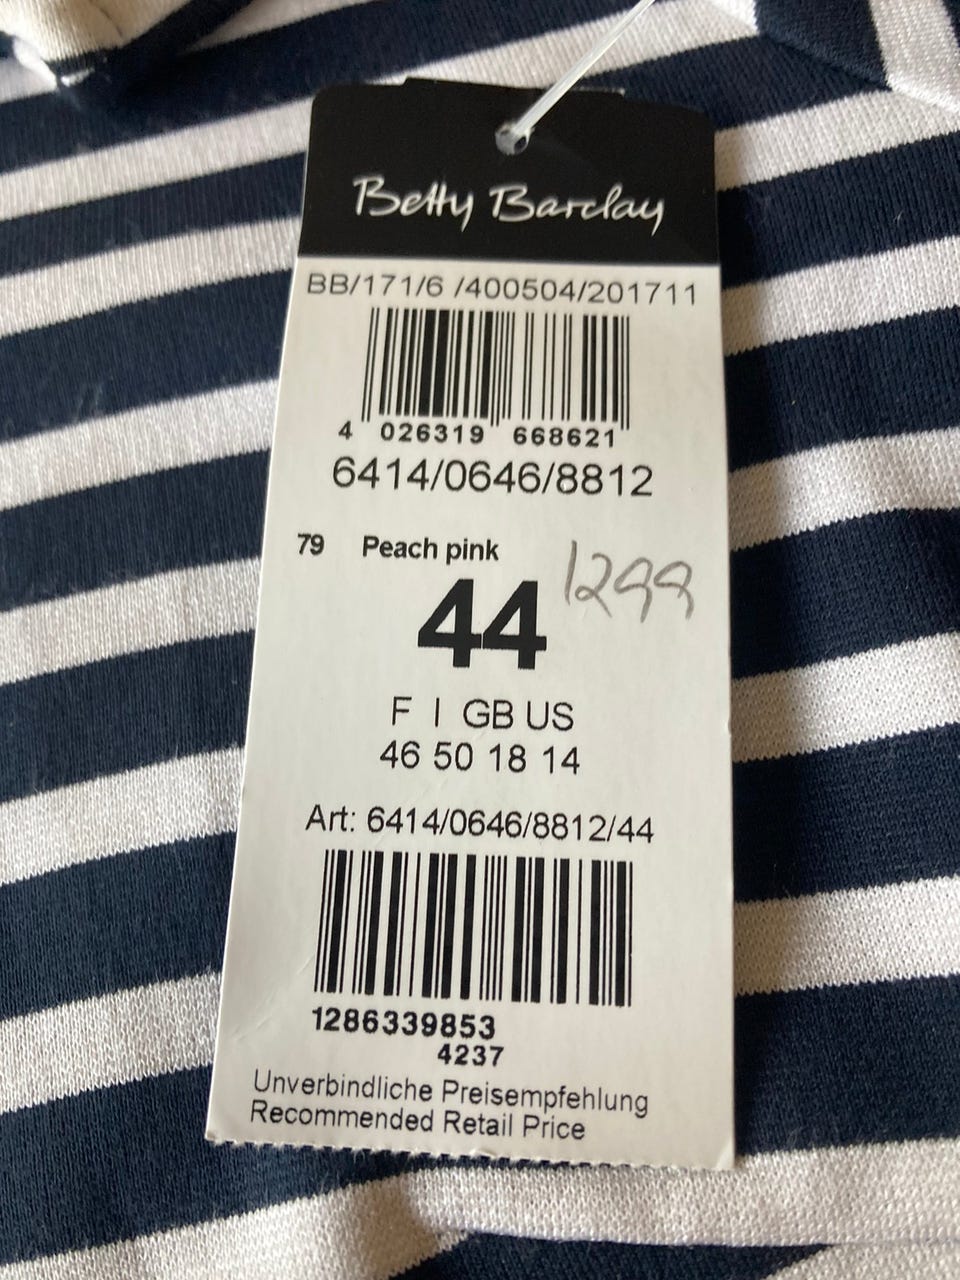 Betty Barclay
BB/171/6 /400504/201711
4 026319 668621
6414/0646/8812
79 Peach pink
1299
44
F I GB US
46 50 18 14
Art: 6414/0646/8812/44
1286339853
4237
Unverbindliche Preisempfehlung
Recommended Retail Price